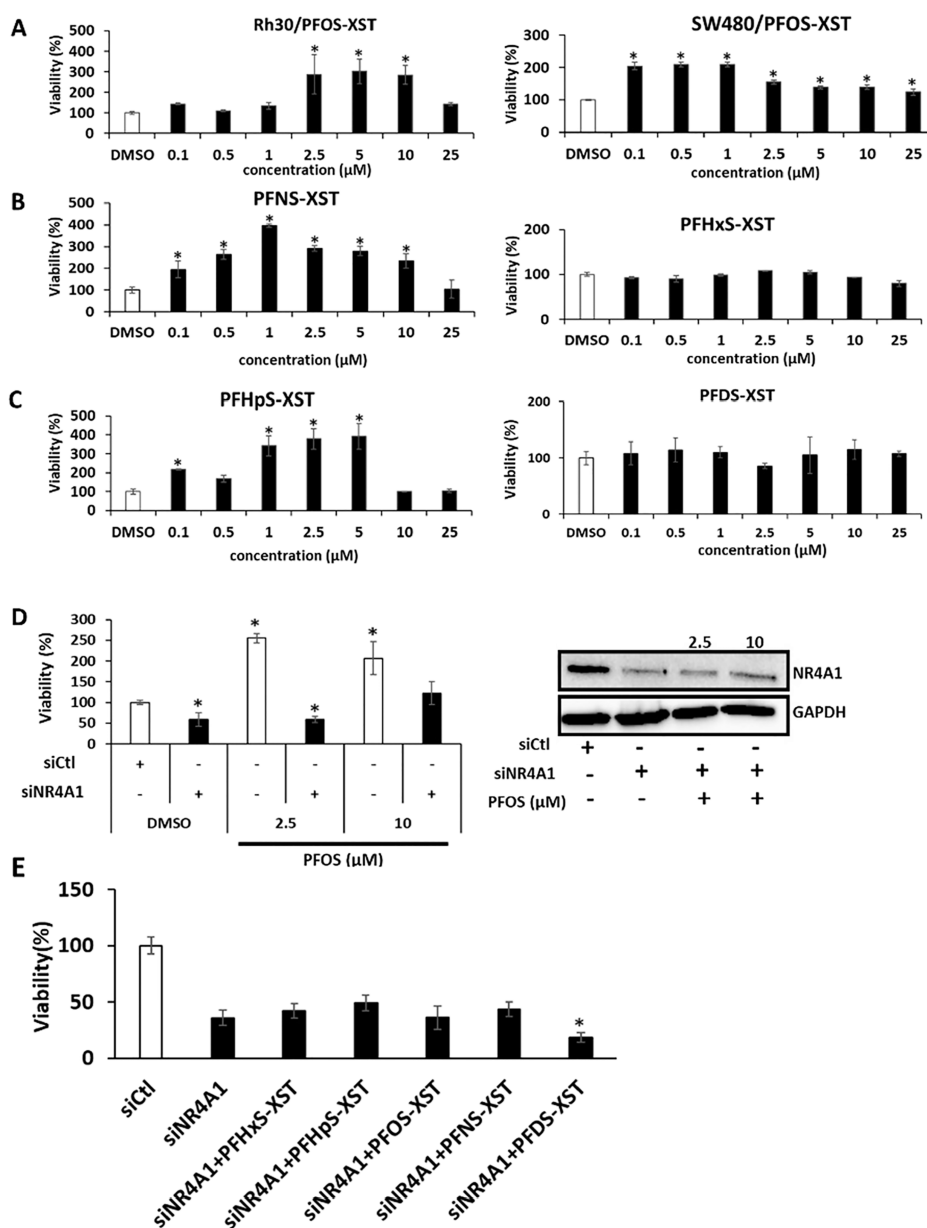 A
Rh30/PFOS-XST
Viability (%)
500
400
300
200
100
0
* * *
DMSO 0.1 0.5 1 2.5 5 10 25
concentration (μM)
SW480/PFOS-XST
Viability (%)
300
200
100
0
* * * * * * *
DMSO 0.1 0.5 1 2.5 5 10 25
concentration (μM)
B
PFNS-XST
Viability (%)
500
400
300
200
100
0
* * * * * *
DMSO 0.1 0.5 1 2.5 5 10 25
concentration (μM)
PFHxS-XST
Viability (%)
200
100
0
DMSO 0.1 0.5 1 2.5 5 10 25
concentration (μM)
C
PFHpS-XST
Viability (%)
500
400
300
200
100
0
* * * *
DMSO 0.1 0.5 1 2.5 5 10 25
concentration (μM)
PFDS-XST
Viability (%)
200
100
0
DMSO 0.1 0.5 1 2.5 5 10 25
concentration (μM)
D
Viability (%)
300
250
200
150
100
50
0
* * * *
siCtl + - - - - -
siNR4A1 - + - + - +
DMSO 2.5 10
PFOS (μM)
2.5 10
NR4A1
GAPDH
siCtl + - - -
siNR4A1 - + + +
PFOS (μM) - - + +
E
Viability(%)
150
100
50
0
*
siCtl
siNR4A1
siNR4A1+PFHxS-XST
siNR4A1+PFHpS-XST
siNR4A1+PFOS-XST
siNR4A1+PFNS-XST
siNR4A1+PFDS-XST